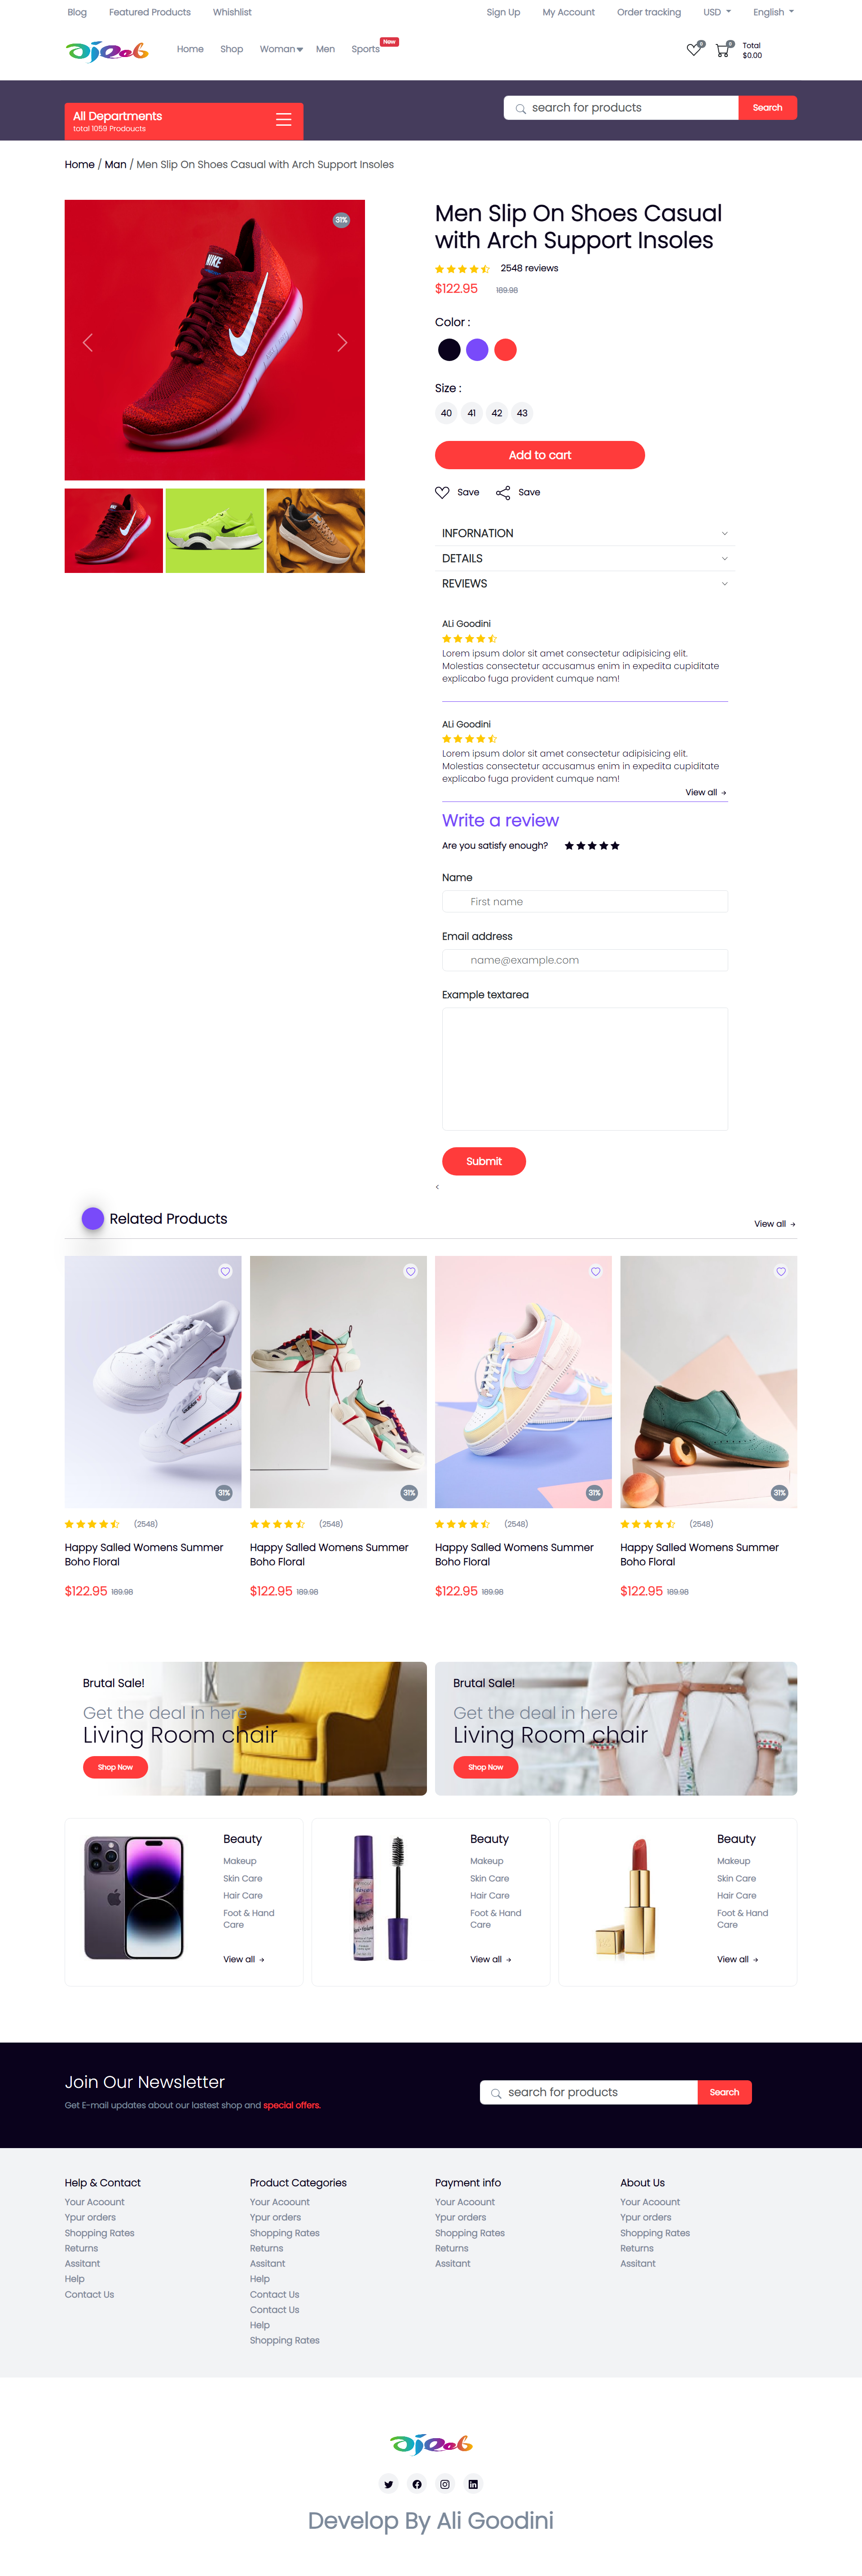 Blog Featured Products Whishlist Sign Up My Account Order tracking USD English
Home Shop Woman Men Sports New
0 0 Total
$0.00
All Departments
total 1059 Prodoucts
search for products Search
Home / Man / Men Slip On Shoes Casual with Arch Support Insoles
31%
NIKE
Men Slip On Shoes Casual
with Arch Support Insoles
2548 reviews
$122.95 189.98
Color :
Size :
40 41 42 43
Add to cart
Save Save
INFORNATION
DETAILS
REVIEWS
ALi Goodini
Lorem ipsum dolor sit amet consectetur adipisicing elit.
Molestias consectetur accusamus enim in expedita cupiditate
explicabo fuga provident cumque nam!
ALi Goodini
Lorem ipsum dolor sit amet consectetur adipisicing elit.
Molestias consectetur accusamus enim in expedita cupiditate
explicabo fuga provident cumque nam!
View all →
Write a review
Are you satisfy enough?
Name
First name
Email address
name@example.com
Example textarea
Submit
<
Related Products View all →
31% 31% 31% 31%
(2548) (2548) (2548) (2548)
Happy Salled Womens Summer Happy Salled Womens Summer Happy Salled Womens Summer Happy Salled Womens Summer
Boho Floral Boho Floral Boho Floral Boho Floral
$122.95 189.98 $122.95 189.98 $122.95 189.98 $122.95 189.98
Brutal Sale! Brutal Sale!
Get the deal in here Get the deal in here
Living Room chair Living Room chair
Shop Now Shop Now
Beauty Beauty Beauty
Makeup Makeup Makeup
Skin Care Skin Care Skin Care
Hair Care Hair Care Hair Care
Foot & Hand Foot & Hand Foot & Hand
Care Care Care
View all → View all → View all →
Join Our Newsletter
Get E-mail updates about our lastest shop and special offers.
search for products Search
Help & Contact Product Categories Payment info About Us
Your Acoount Your Acoount Your Acoount Your Acoount
Ypur orders Ypur orders Ypur orders Ypur orders
Shopping Rates Shopping Rates Shopping Rates Shopping Rates
Returns Returns Returns Returns
Assitant Assitant Assitant Assitant
Help Help
Contact Us Contact Us
Contact Us
Help
Shopping Rates
Develop By Ali Goodini